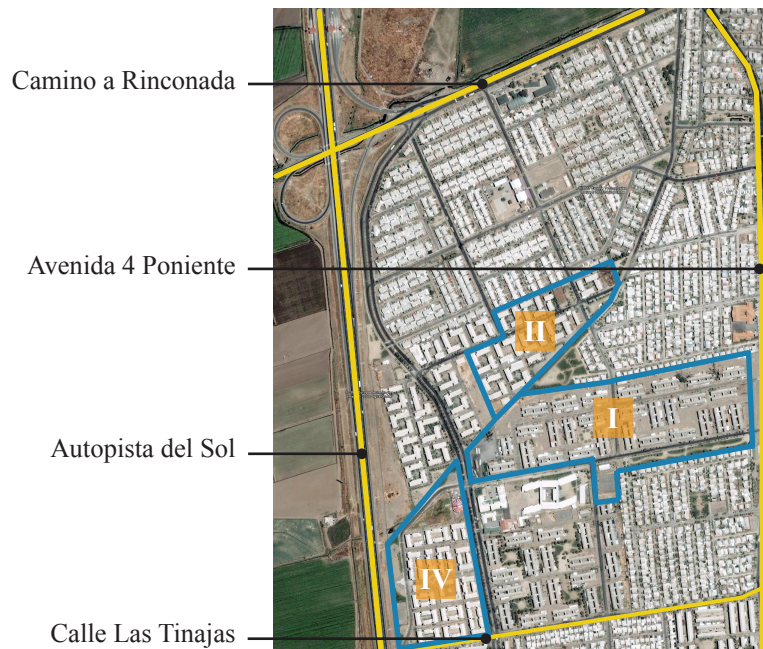 Camino a Rinconada
Avenida 4 Poniente
II
I
Autopista del Sol
IV
Calle Las Tinajas